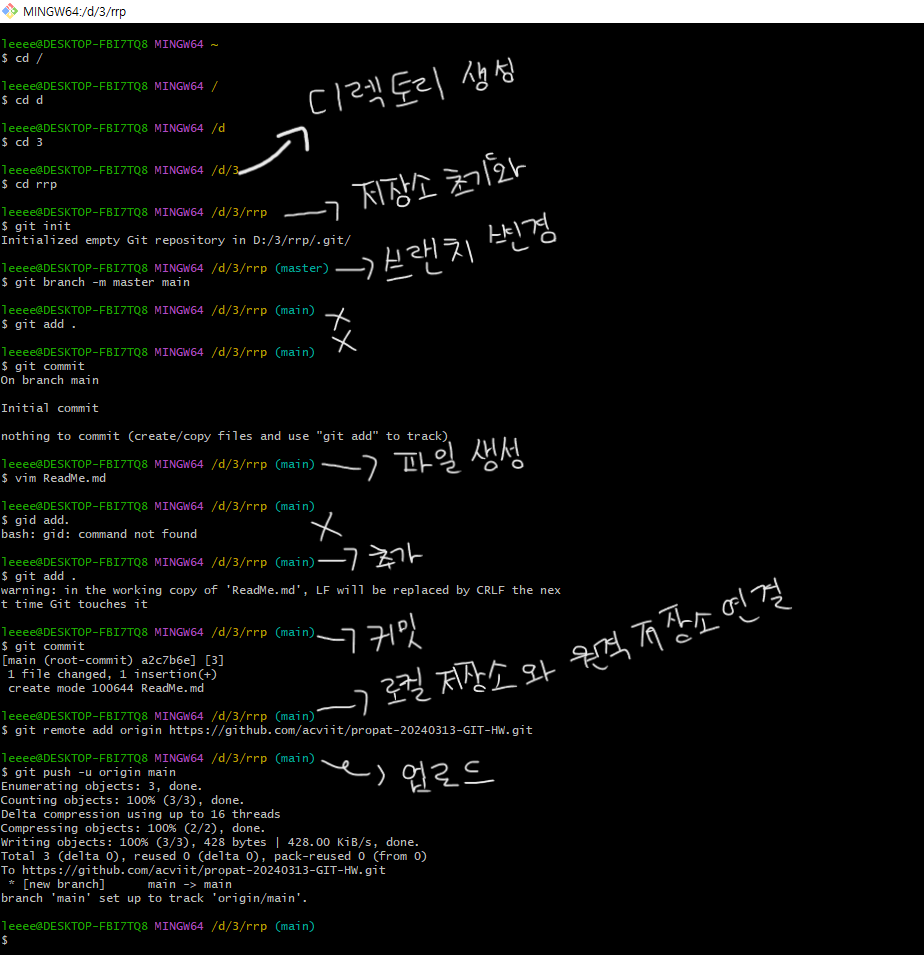 MINGW64:/d/3/rrp
leeee@DESKTOP-FBI7TQ8 MINGW64 ~
$ cd /
leeee@DESKTOP-FBI7TQ8 MINGW64 /
$ cd d
디렉토리 생성
leeee@DESKTOP-FBI7TQ8 MINGW64 /d
$ cd 3
leeee@DESKTOP-FBI7TQ8 MINGW64 /d/3
$ cd rrp
저장소 초기화
leeee@DESKTOP-FBI7TQ8 MINGW64 /d/3/rrp
$ git init
Initialized empty Git repository in D:/3/rrp/.git/
leeee@DESKTOP-FBI7TQ8 MINGW64 /d/3/rrp (master) 브랜치 변경
$ git branch -m master main
leeee@DESKTOP-FBI7TQ8 MINGW64 /d/3/rrp (main) X
$ git add .
leeee@DESKTOP-FBI7TQ8 MINGW64 /d/3/rrp (main) X
$ git commit
On branch main
Initial commit
nothing to commit (create/copy files and use "git add" to track)
leeee@DESKTOP-FBI7TQ8 MINGW64 /d/3/rrp (main) 파일 생성
$ vim ReadMe.md
leeee@DESKTOP-FBI7TQ8 MINGW64 /d/3/rrp (main)
$ gid add. X
bash: gid: command not found
leeee@DESKTOP-FBI7TQ8 MINGW64 /d/3/rrp (main) 추가
$ git add .
warning: in the working copy of 'ReadMe.md', LF will be replaced by CRLF the nex
t time Git touches it
leeee@DESKTOP-FBI7TQ8 MINGW64 /d/3/rrp (main) 커밋
$ git commit
[main (root-commit) a2c7b6e] [3]
 1 file changed, 1 insertion(+)
 create mode 100644 ReadMe.md
leeee@DESKTOP-FBI7TQ8 MINGW64 /d/3/rrp (main) 로컬 저장소와 원격 저장소 연결
$ git remote add origin https://github.com/acviit/propat-20240313-GIT-HW.git
leeee@DESKTOP-FBI7TQ8 MINGW64 /d/3/rrp (main) 업로드
$ git push -u origin main
Enumerating objects: 3, done.
Counting objects: 100% (3/3), done.
Delta compression using up to 16 threads
Compressing objects: 100% (2/2), done.
Writing objects: 100% (3/3), 428 bytes | 428.00 KiB/s, done.
Total 3 (delta 0), reused 0 (delta 0), pack-reused 0 (from 0)
To https://github.com/acviit/propat-20240313-GIT-HW.git
 * [new branch]      main -> main
branch 'main' set up to track 'origin/main'.
leeee@DESKTOP-FBI7TQ8 MINGW64 /d/3/rrp (main)
$